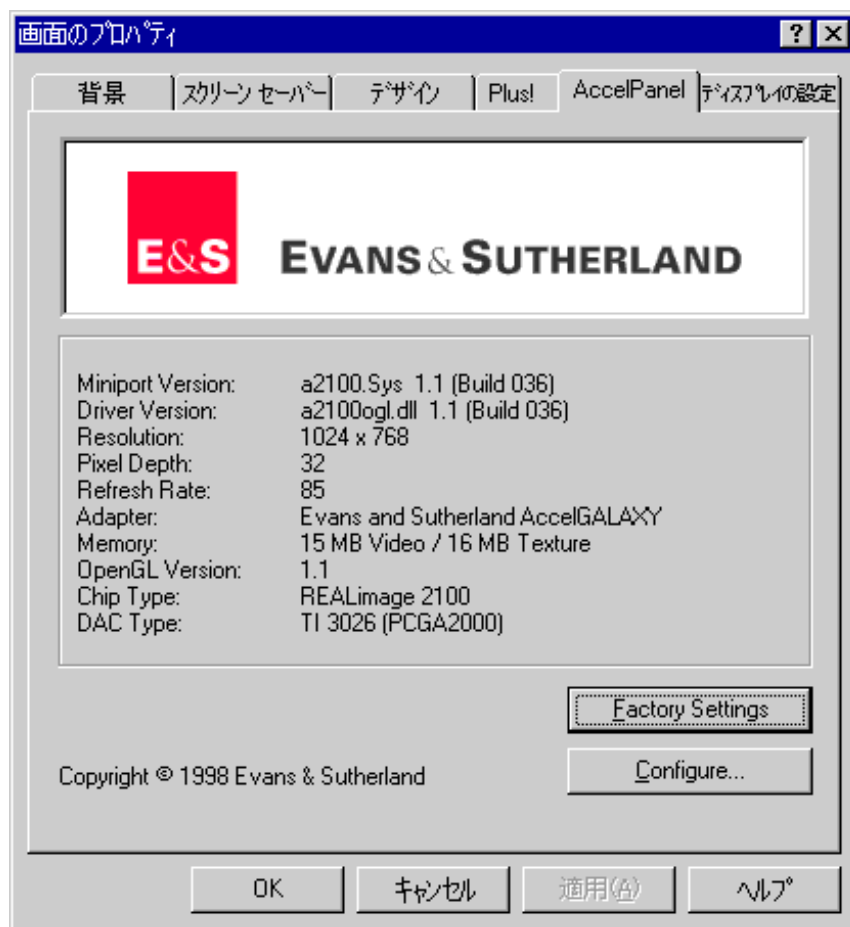 画面のﾌﾟﾛﾊﾟﾃｨ
背景 ｽｸﾘｰﾝ ｾｰﾊﾞｰ ﾃﾞｻﾞｲﾝ Plus! AccelPanel ﾃﾞｨｽﾌﾟﾚｲの設定
E&S EVANS & SUTHERLAND
Miniport Version: a2100.Sys 1.1 (Build 036)
Driver Version: a2100ogl.dll 1.1 (Build 036)
Resolution: 1024 x 768
Pixel Depth: 32
Refresh Rate: 85
Adapter: Evans and Sutherland AccelGALAXY
Memory: 15 MB Video / 16 MB Texture
OpenGL Version: 1.1
Chip Type: REALimage 2100
DAC Type: TI 3026 (PCGA2000)
Factory Settings
Copyright © 1998 Evans & Sutherland Configure...
OK ｷｬﾝｾﾙ 適用(A) ﾍﾙﾌﾟ